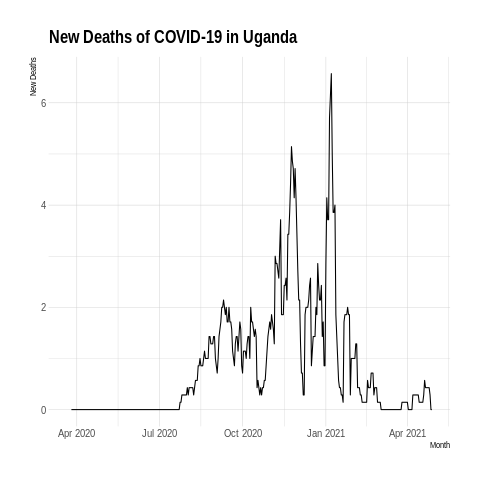 New Deaths of COVID-19 in Uganda
New Deaths
6
4
2
0
Apr 2020 Jul 2020 Oct 2020 Jan 2021 Apr 2021
Month